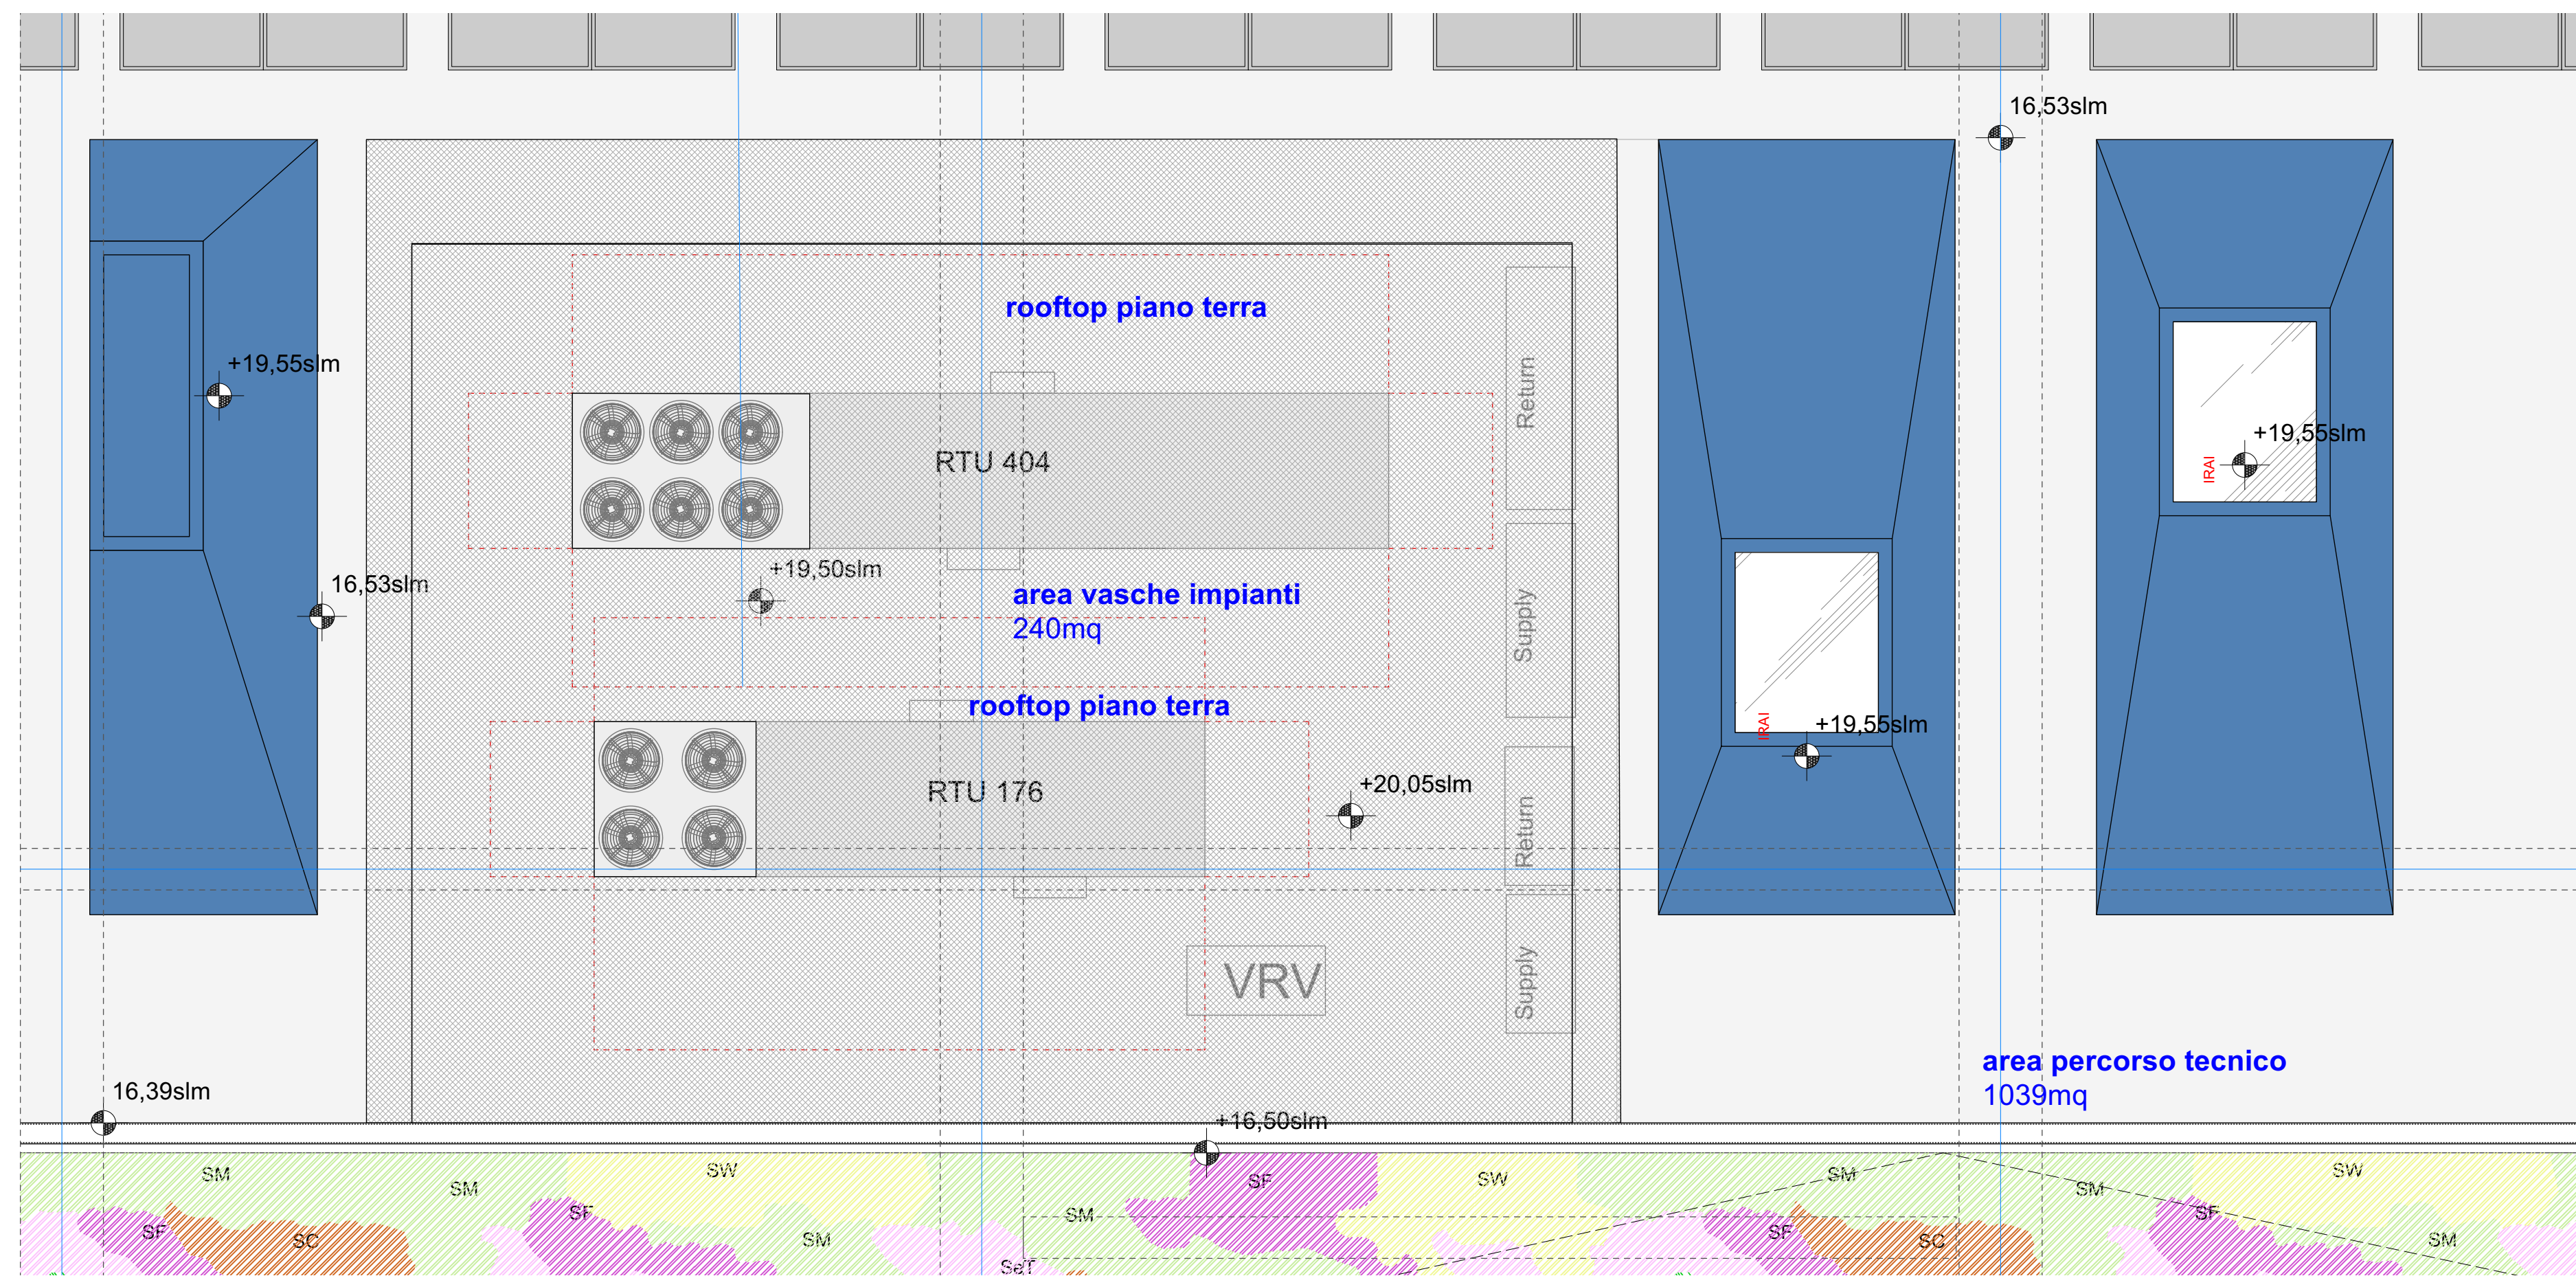 16,53slm
rooftop piano terra
Return
+19,55slm
RTU 404
+19,55slm
IRAI
+19,50slm
16,53slm
area vasche impianti
240mq
Supply
rooftop piano terra
IRAI
+19,55slm
+20,05slm
RTU 176
Return
VRV
Supply
area percorso tecnico
1039mq
16,39slm
+16,50slm
SM
SM
SW
SF
SW
SM
SM
SW
SF
SC
SF
SM
SM
SF
SC
SF
SM
SeT